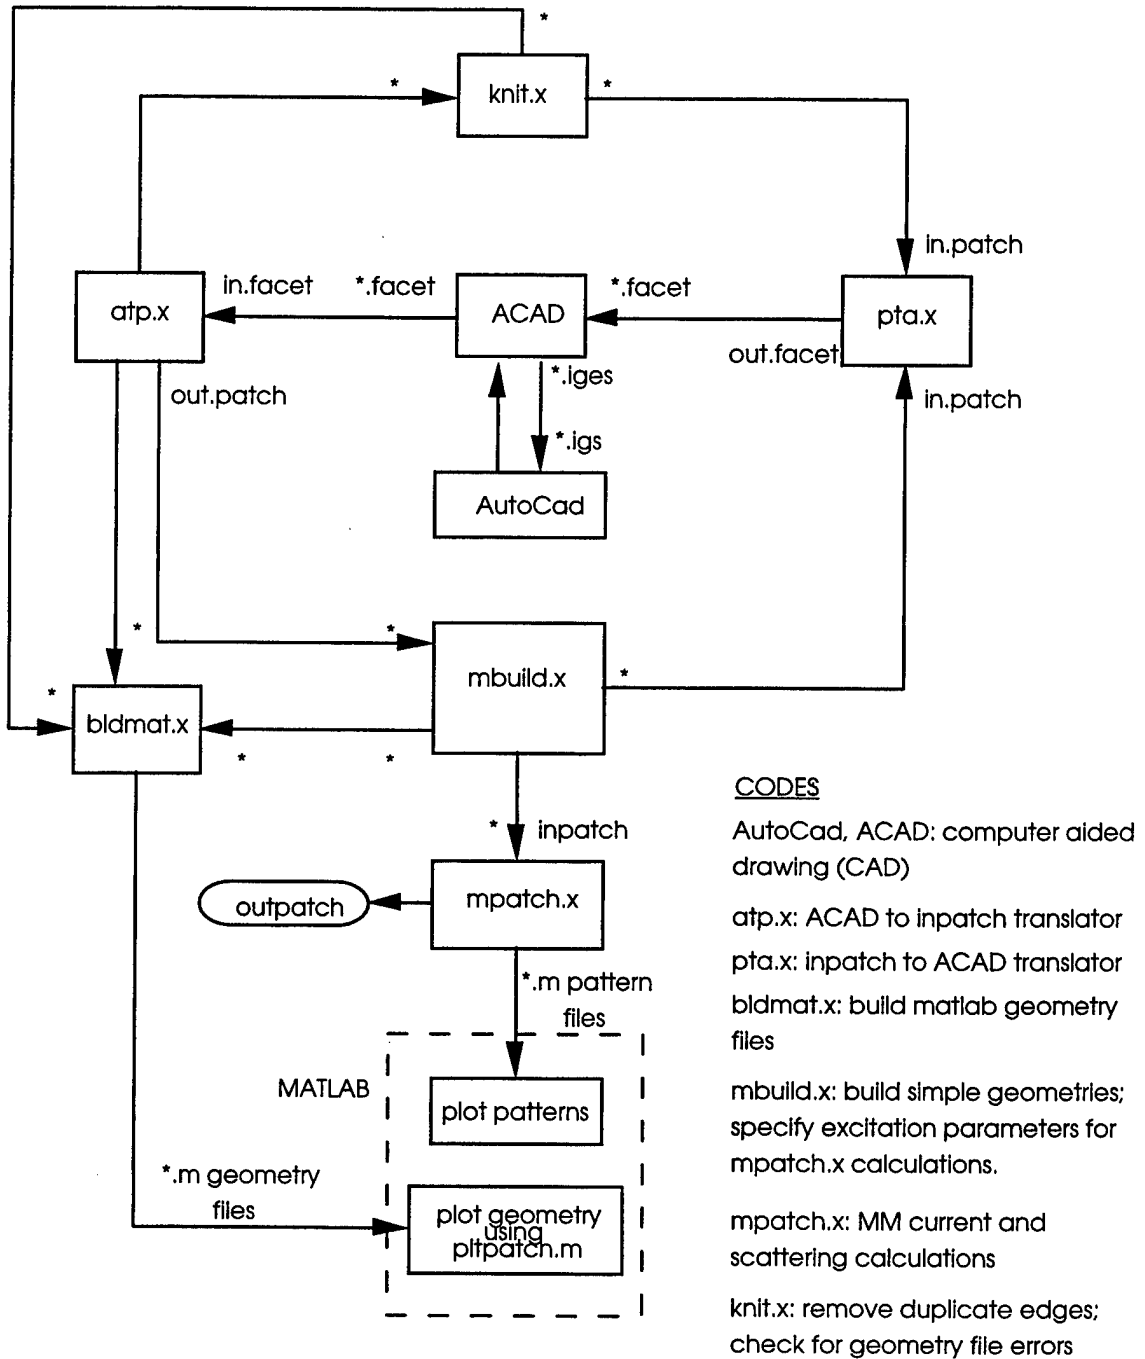 *
* knit.x *
in.patch
in.facet *.facet *.facet
atp.x ACAD pta.x
out.facet
out.patch *.iges in.patch
*.igs
AutoCad
* *
mbuild.x *
*
bldmat.x
* *
* inpatch
outpatch mpatch.x
*.m pattern
files
MATLAB
plot patterns
*.m geometry
files
plot geometry
using
pltpatch.m
CODES
AutoCad, ACAD: computer aided
drawing (CAD)
atp.x: ACAD to inpatch translator
pta.x: inpatch to ACAD translator
bldmat.x: build matlab geometry
files
mbuild.x: build simple geometries;
specify excitation parameters for
mpatch.x calculations.
mpatch.x: MM current and
scattering calculations
knit.x: remove duplicate edges;
check for geometry file errors